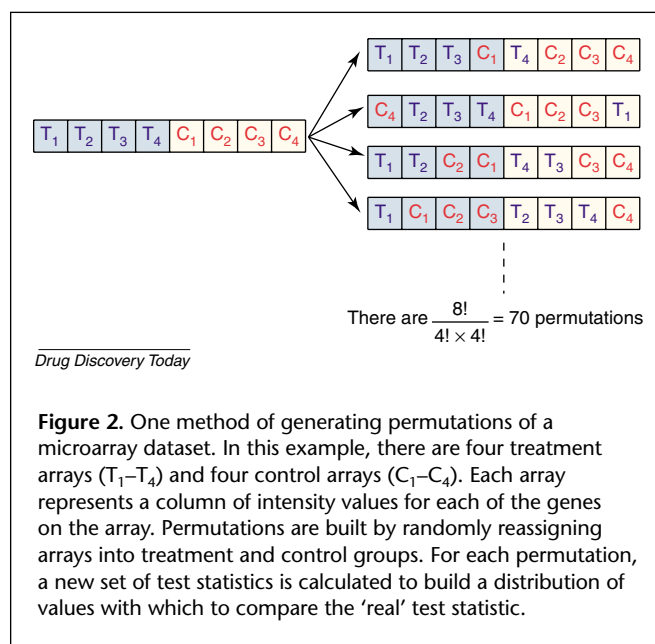 T₁ T₂ T₃ C₁ T₄ C₂ C₃ C₄
C₄ T₂ T₃ T₄ C₁ C₂ C₃ T₁
T₁ T₂ T₃ T₄ C₁ C₂ C₃ C₄
T₁ T₂ C₂ C₁ T₄ T₃ C₃ C₄
T₁ C₁ C₂ C₃ T₂ T₃ T₄ C₄
There are 8! / 4! × 4! = 70 permutations
Drug Discovery Today
Figure 2. One method of generating permutations of a
microarray dataset. In this example, there are four treatment
arrays (T₁–T₄) and four control arrays (C₁–C₄). Each array
represents a column of intensity values for each of the genes
on the array. Permutations are built by randomly reassigning
arrays into treatment and control groups. For each permutation,
a new set of test statistics is calculated to build a distribution of
values with which to compare the ‘real’ test statistic.